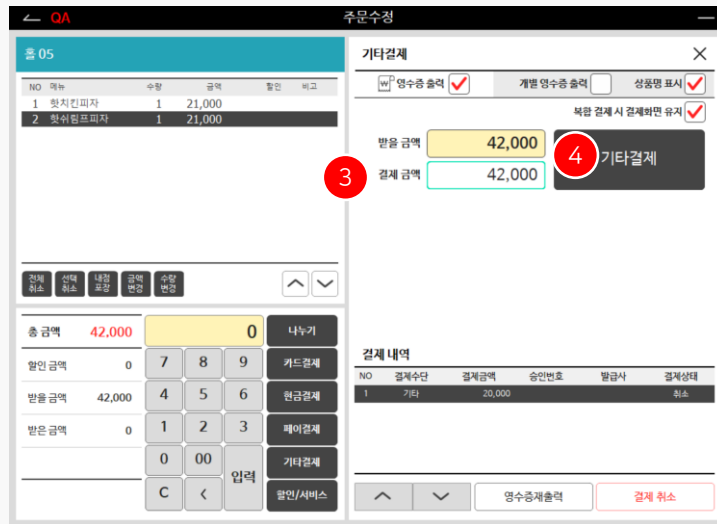 QA 주문수정
홀 05
NO 메뉴 수량 금액 할인 비고
1 핫치킨피자 1 21,000
2 핫쉬림프피자 1 21,000
전체 취소 선택 취소 내점 포장 금액 변경 수량 변경
총 금액 42,000
할인 금액 0
받을 금액 42,000
받은 금액 0
0 나누기
7 8 9 카드결제
4 5 6 현금결제
1 2 3 페이결제
0 00 입력 기타결제
C < 할인/서비스
기타결제 X
₩ 영수증 출력 개별 영수증 출력 상품명 표시
복합 결제 시 결제화면 유지
받을 금액 42,000
3 결제 금액 42,000
4 기타결제
결제 내역
NO 결제수단 결제금액 승인번호 발급사 결제상태
1 기타 20,000 취소
영수증재출력 결제 취소